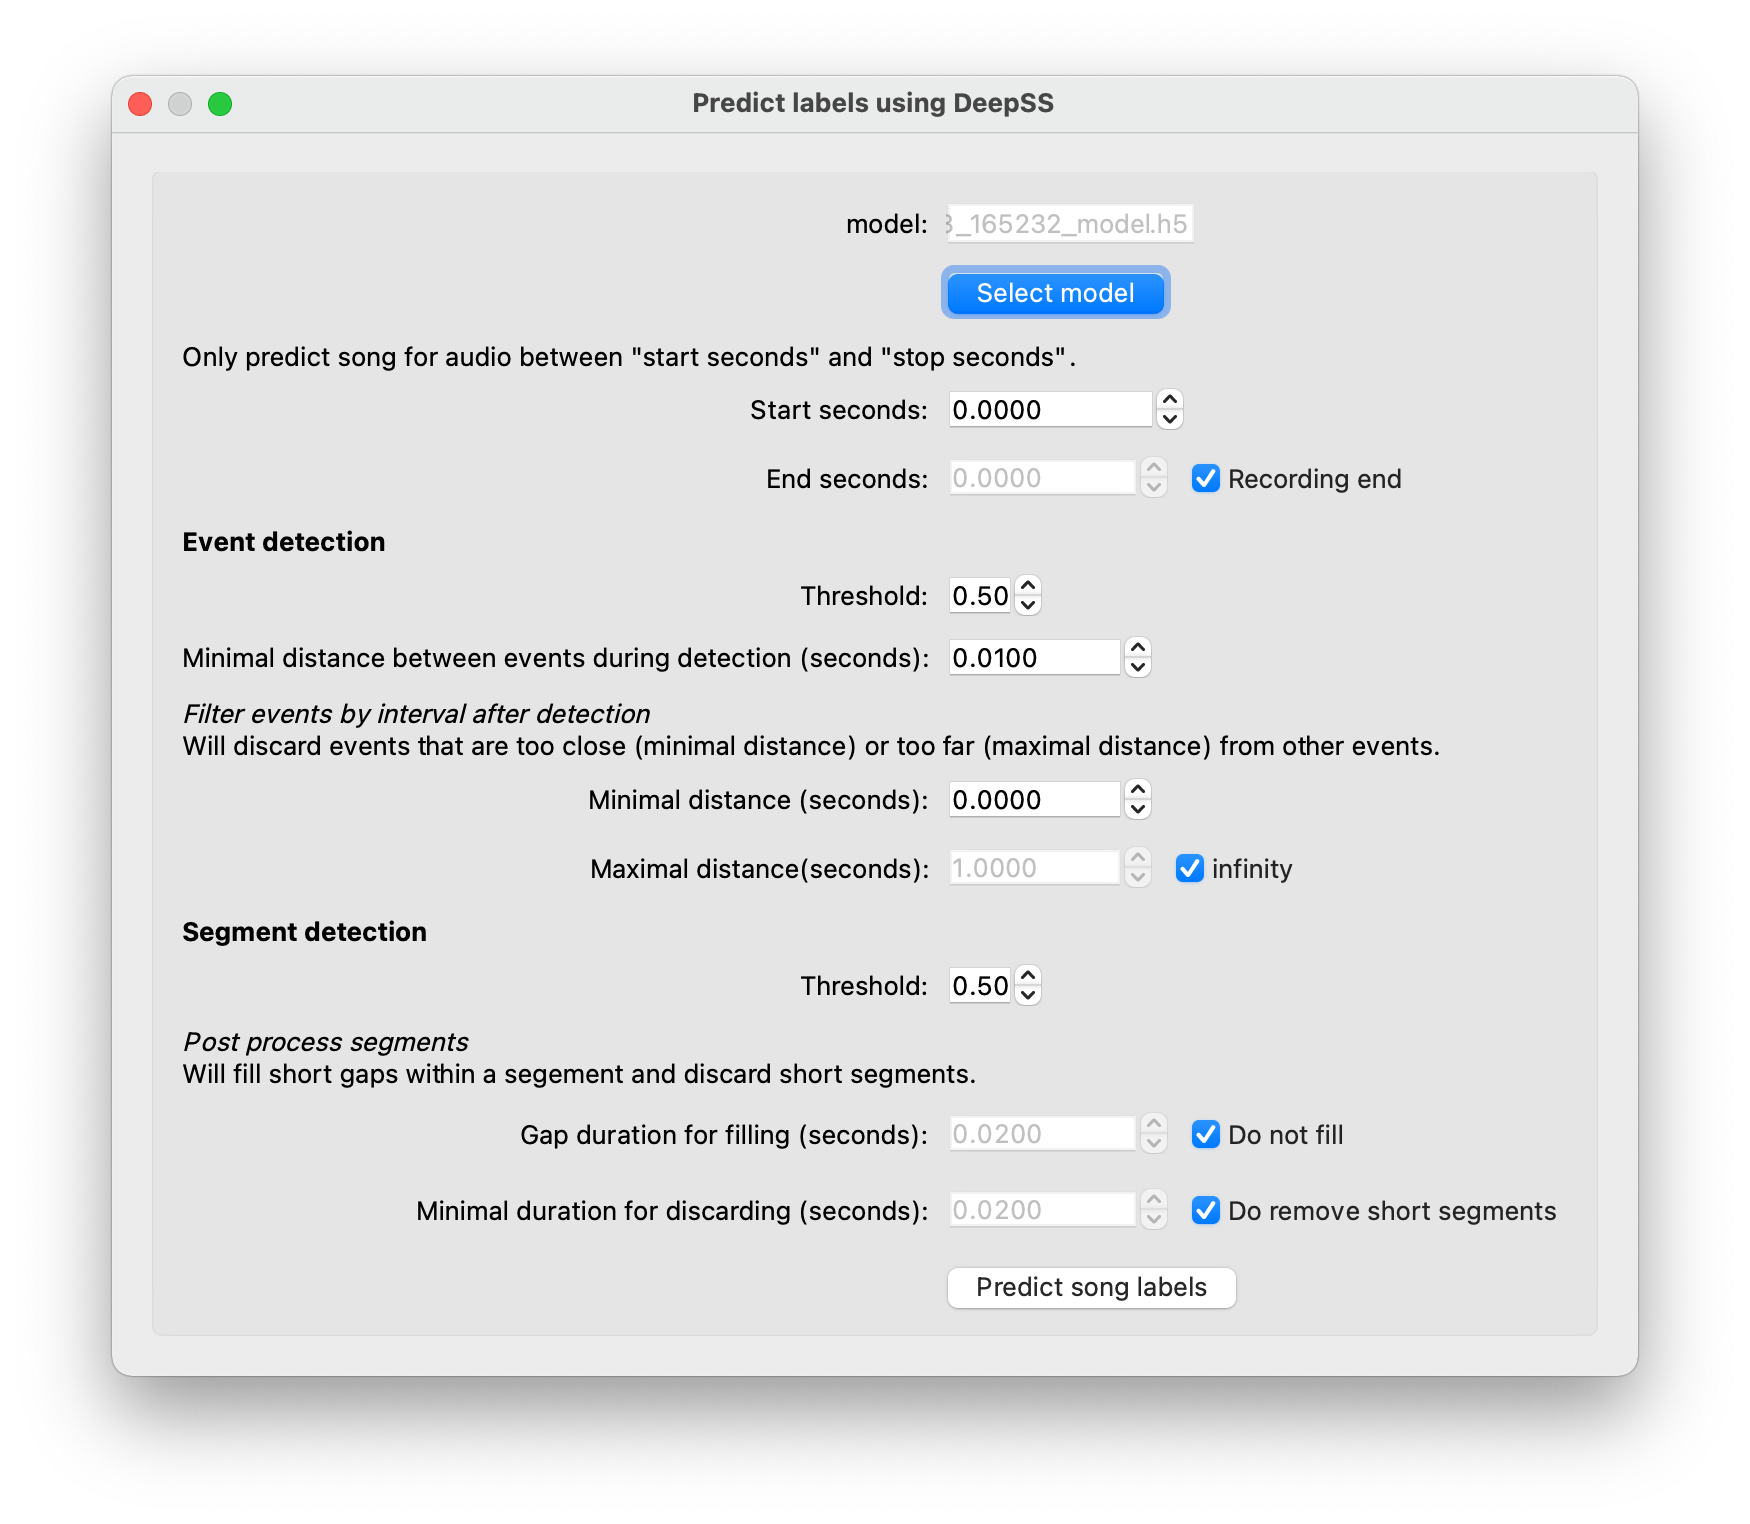 Predict labels using DeepSS
model: _165232_model.h5
Select model
Only predict song for audio between "start seconds" and "stop seconds".
Start seconds: 0.0000
End seconds: 0.0000 Recording end
Event detection
Threshold: 0.50
Minimal distance between events during detection (seconds): 0.0100
Filter events by interval after detection
Will discard events that are too close (minimal distance) or too far (maximal distance) from other events.
Minimal distance (seconds): 0.0000
Maximal distance(seconds): 1.0000 infinity
Segment detection
Threshold: 0.50
Post process segments
Will fill short gaps within a segement and discard short segments.
Gap duration for filling (seconds): 0.0200 Do not fill
Minimal duration for discarding (seconds): 0.0200 Do remove short segments
Predict song labels